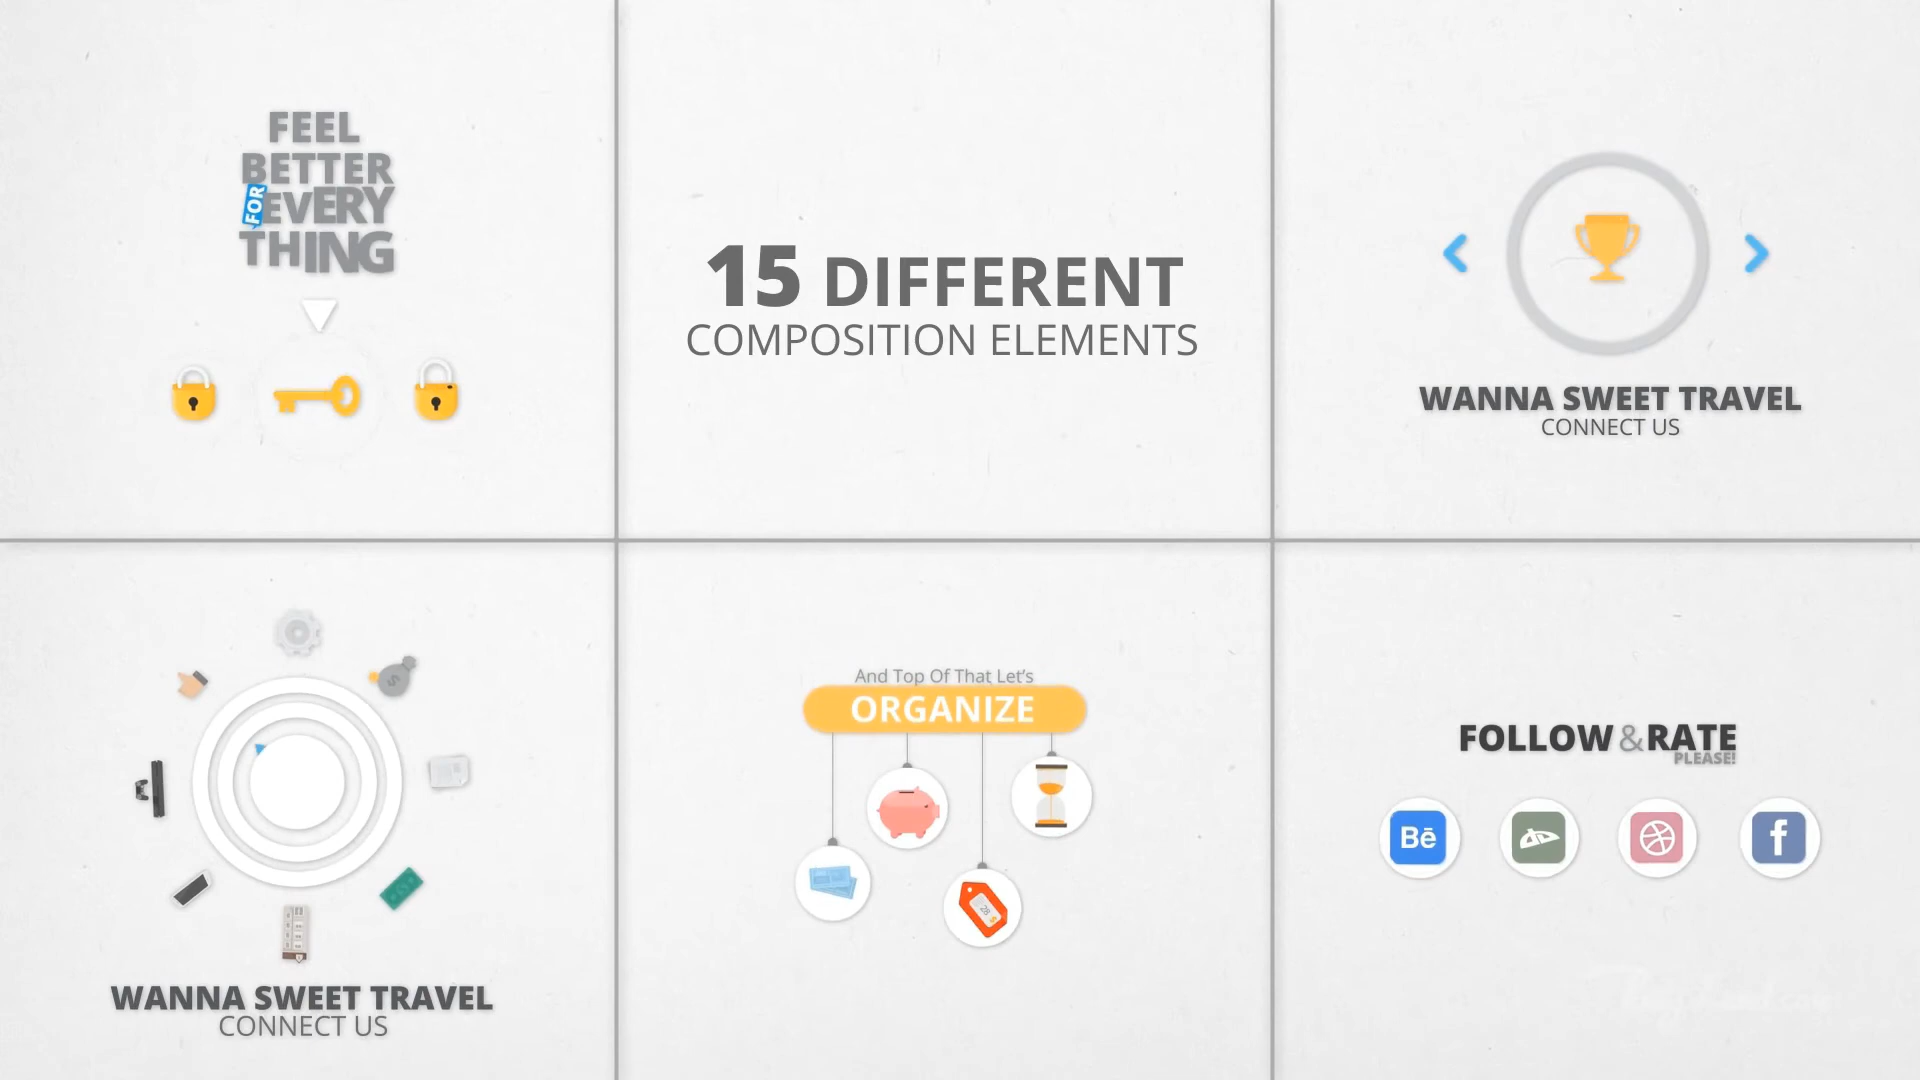 FEEL
BETTER
FOR EVERY
THING
15 DIFFERENT
COMPOSITION ELEMENTS
WANNA SWEET TRAVEL
CONNECT US
$
WANNA SWEET TRAVEL
CONNECT US
And Top Of That Let's
ORGANIZE
28
FOLLOW & RATE
PLEASE!
Bē
f